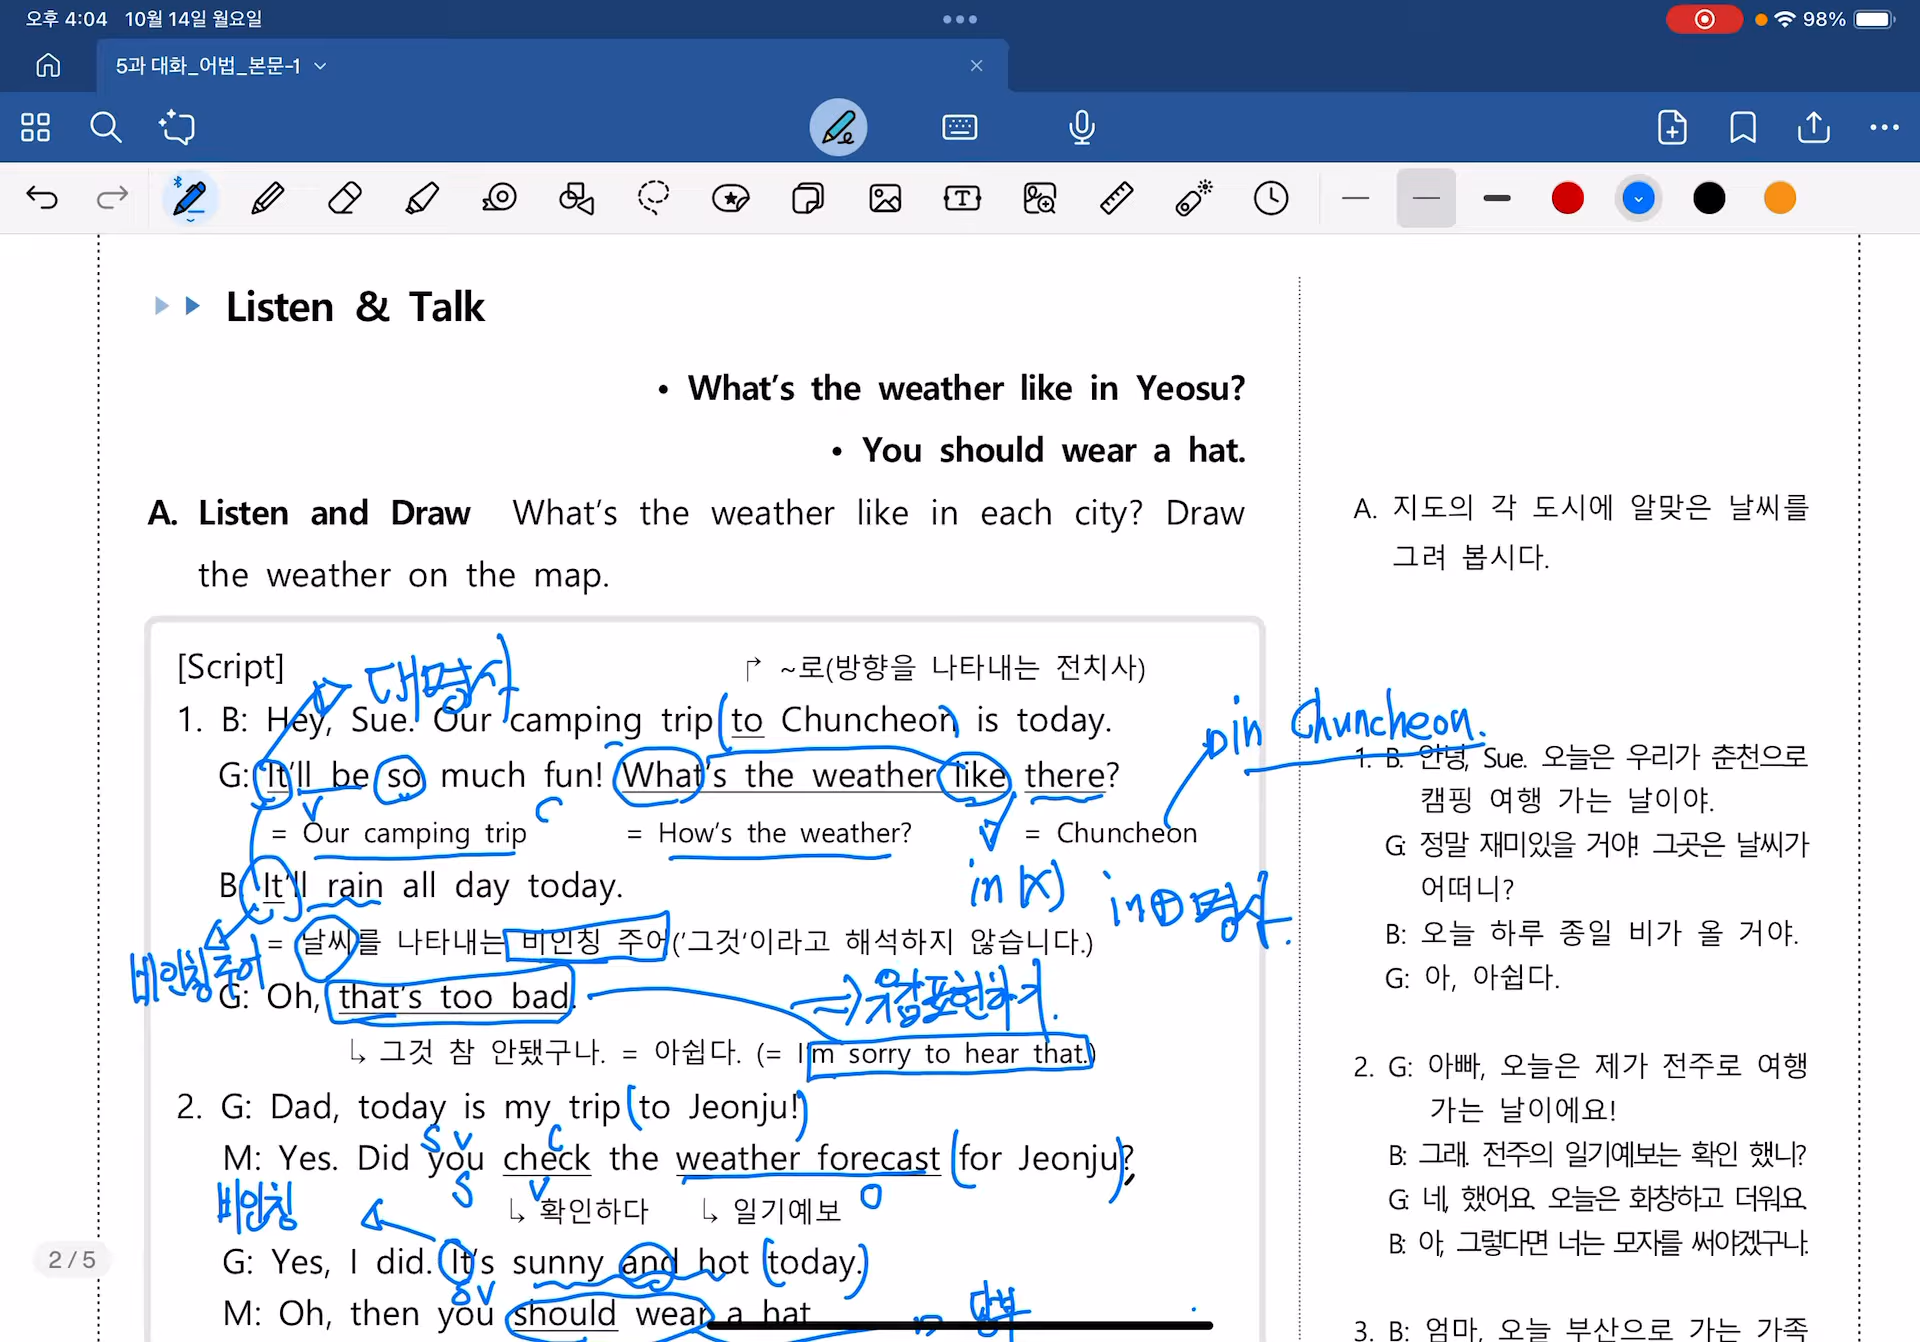 오후 4:04 10월 14일 월요일
98%
5과 대화_어법_본문-1
Listen & Talk
• What's the weather like in Yeosu?
• You should wear a hat.
A. Listen and Draw What's the weather like in each city? Draw
the weather on the map.
[Script]
대명사
↱ ~로(방향을 나타내는 전치사)
1. B: Hey, Sue. Our camping trip (to Chuncheon) is today.
in Chuncheon.
G: It'll be so much fun! What's the weather like there?
V
C
= Our camping trip = How's the weather? = Chuncheon
in (X) in⊕명사.
B: It'll rain all day today.
= 날씨를 나타내는 비인칭 주어('그것'이라고 해석하지 않습니다.)
비인칭주어
G: Oh, that's too bad.
⇒유감표현하기.
↳ 그것 참 안됐구나. = 아쉽다. (= I'm sorry to hear that.)
2. G: Dad, today is my trip (to Jeonju!)
S V C
M: Yes. Did you check the weather forecast (for Jeonju)?
S V O
비인칭
↳ 확인하다 ↳ 일기예보
G: Yes, I did. It's sunny and hot (today.)
S V
M: Oh, then you should wear a hat
A. 지도의 각 도시에 알맞은 날씨를
그려 봅시다.
1. B: 안녕, Sue. 오늘은 우리가 춘천으로
캠핑 여행 가는 날이야.
G: 정말 재미있을 거야! 그곳은 날씨가
어떠니?
B: 오늘 하루 종일 비가 올 거야.
G: 아, 아쉽다.
2. G: 아빠, 오늘은 제가 전주로 여행
가는 날이에요!
B: 그래. 전주의 일기예보는 확인 했니?
G: 네, 했어요. 오늘은 화창하고 더워요.
B: 아, 그렇다면 너는 모자를 써야겠구나.
3. B: 엄마, 오늘 부산으로 가는 가족
2 / 5